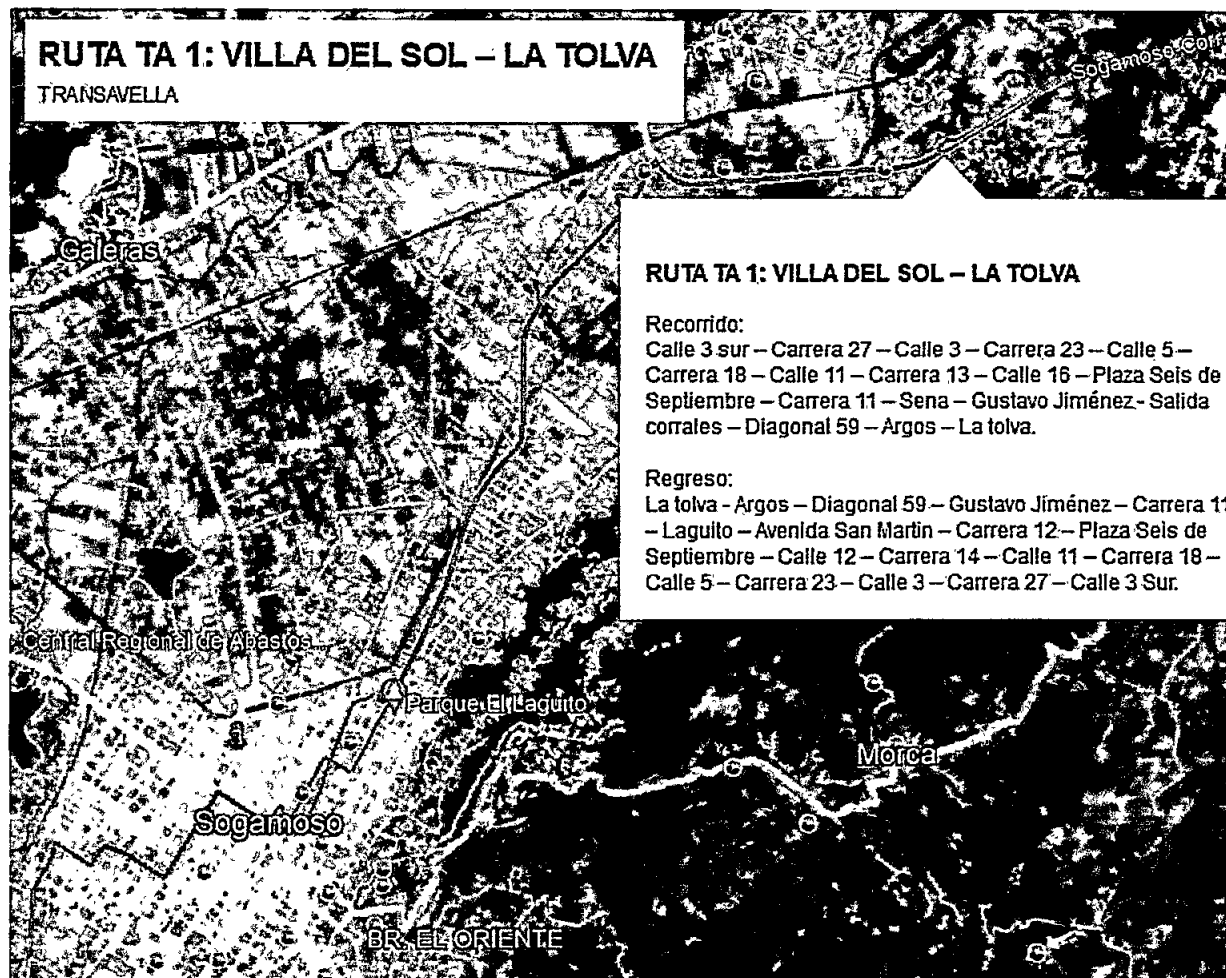 RUTA TA 1: VILLA DEL SOL – LA TOLVA
TRANSAVELLA
Galeras
RUTA TA 1: VILLA DEL SOL – LA TOLVA
Recorrido:
Calle 3 sur – Carrera 27 – Calle 3 – Carrera 23 – Calle 5 –
Carrera 18 – Calle 11 – Carrera 13 – Calle 16 – Plaza Seis de
Septiembre – Carrera 11 – Sena – Gustavo Jiménez- Salida
corrales – Diagonal 59 – Argos – La tolva.
Regreso:
La tolva - Argos – Diagonal 59 – Gustavo Jiménez – Carrera 11
– Laguito – Avenida San Martin – Carrera 12 – Plaza Seis de
Septiembre – Calle 12 – Carrera 14 – Calle 11 – Carrera 18 –
Calle 5 – Carrera 23 – Calle 3 – Carrera 27 – Calle 3 Sur.
Central Regional de Abastos...
Parque El Laguito
Morca
Sogamoso
BR. EL ORIENTE